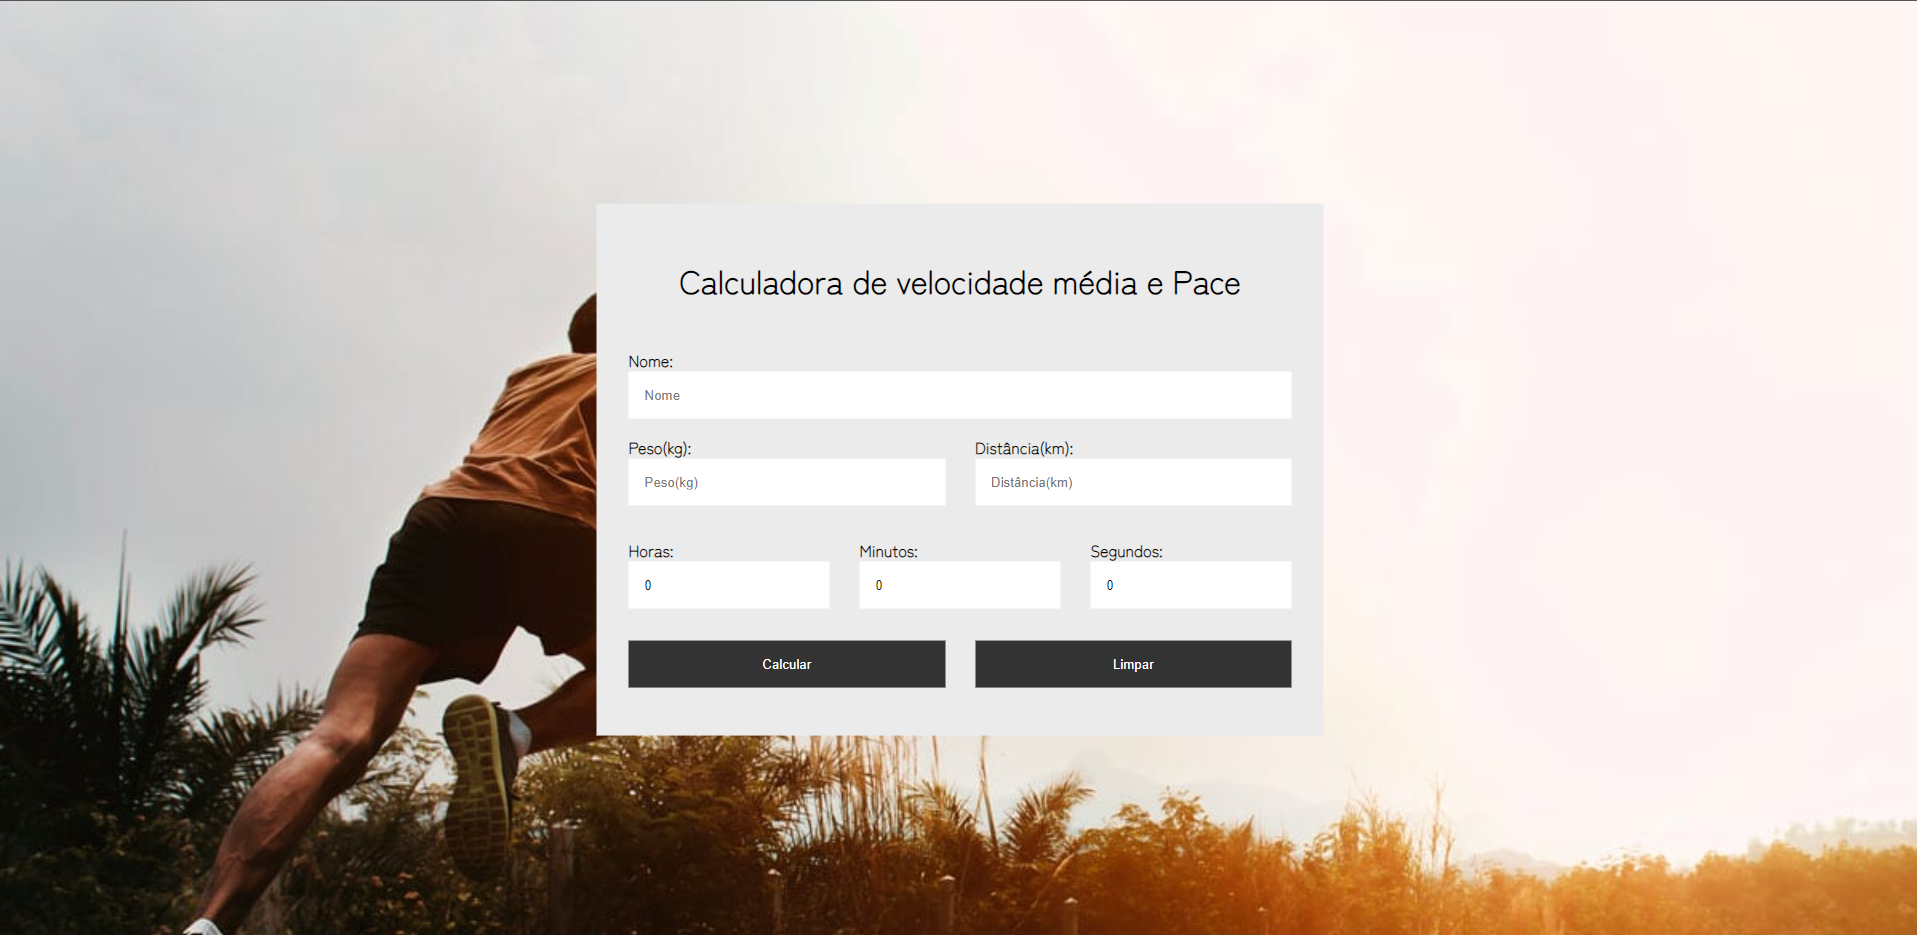 Calculadora de velocidade média e Pace
Nome:
Nome
Peso(kg): Distância(km):
Peso(kg) Distância(km)
Horas: Minutos: Segundos:
0 0 0
Calcular Limpar